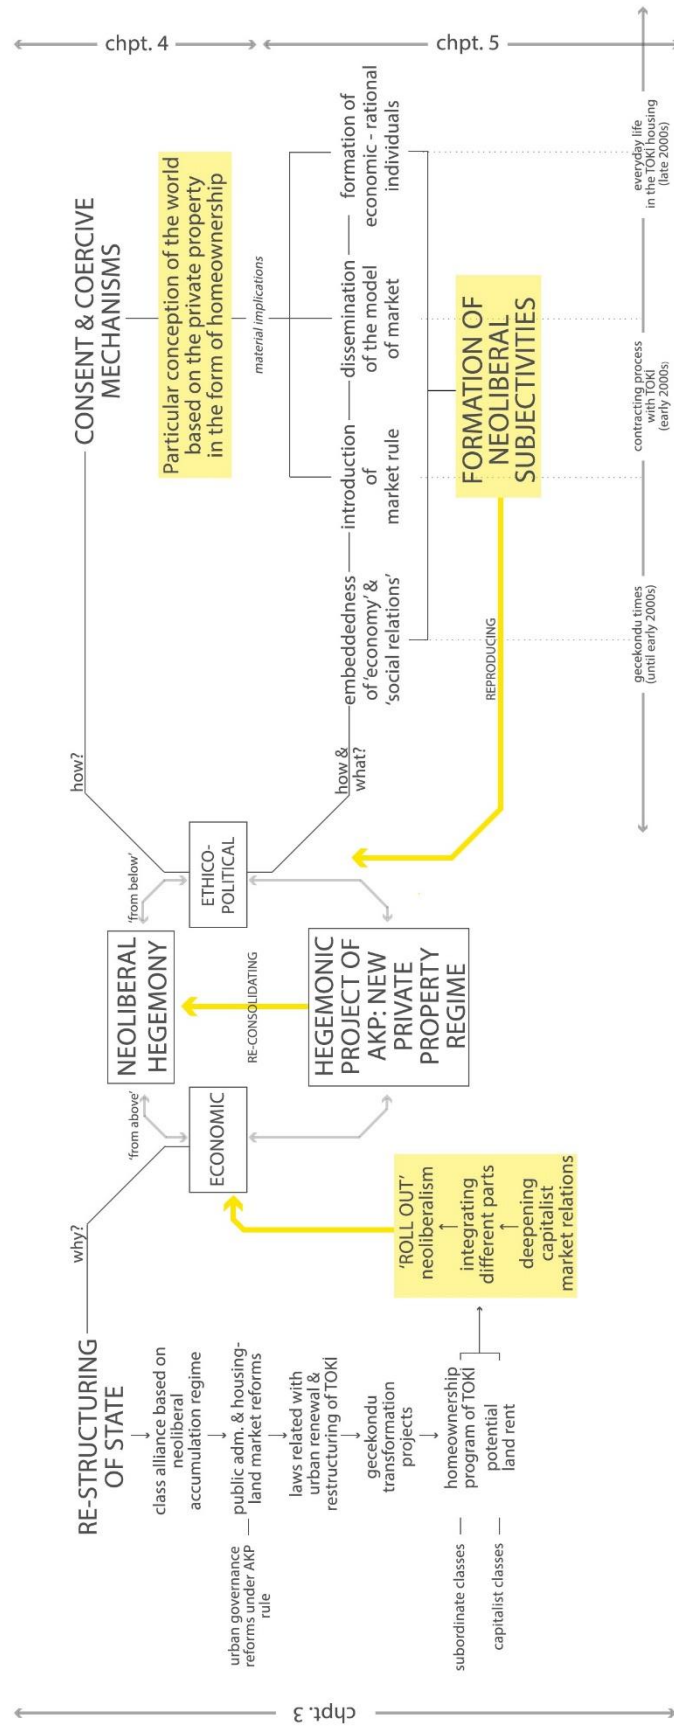 chpt. 3
RE-STRUCTURING
OF STATE
why?
class alliance based on
neoliberal
accumulation regime
public adm. & housing-
land market reforms
urban governance
reforms under AKP
rule
laws related with
urban renewal &
restructuring of TOKİ
gecekondu
transformation
projects
subordinate classes
homeownership
program of TOKİ
capitalist classes
potential
land rent
'ROLL OUT'
neoliberalism
integrating
different parts
deepening
capitalist
market relations
'from above'
ECONOMIC
NEOLIBERAL
HEGEMONY
RE-CONSOLIDATING
HEGEMONIC
PROJECT OF
AKP: NEW
PRIVATE
PROPERTY
REGIME
'from below'
ETHICO-
POLITICAL
how?
how &
what?
chpt. 4
CONSENT & COERCIVE
MECHANISMS
Particular conception of the world
based on the private property
in the form of homeownership
material implications
chpt. 5
embeddedness
of 'economy' &
'social relations'
introduction
of
market rule
dissemination
of the model
of market
formation of
economic - rational
individuals
FORMATION OF
NEOLIBERAL
SUBJECTIVITIES
REPRODUCING
gecekondu times
(until early 2000s)
contracting process
with TOKİ
(early 2000s)
everyday life
in the TOKİ housing
(late 2000s)